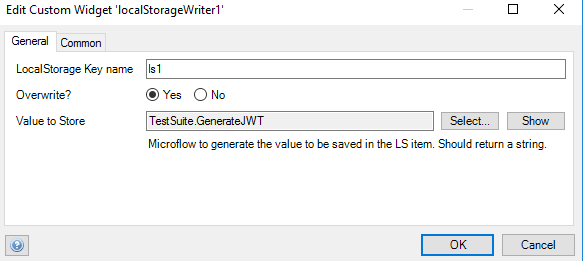 Edit Custom Widget 'localStorageWriter1'
General Common
LocalStorage Key name ls1
Overwrite? Yes No
Value to Store TestSuite.GenerateJWT Select... Show
Microflow to generate the value to be saved in the LS item. Should return a string.
? OK Cancel